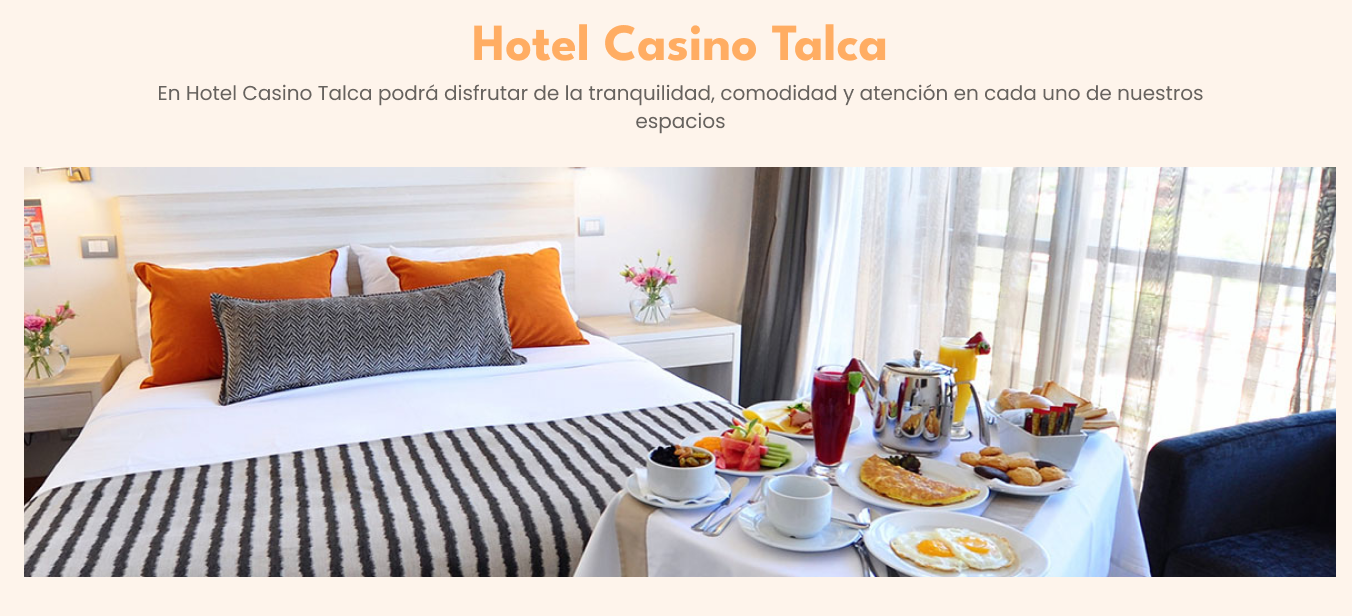 Hotel Casino Talca
En Hotel Casino Talca podrá disfrutar de la tranquilidad, comodidad y atención en cada uno de nuestros
espacios